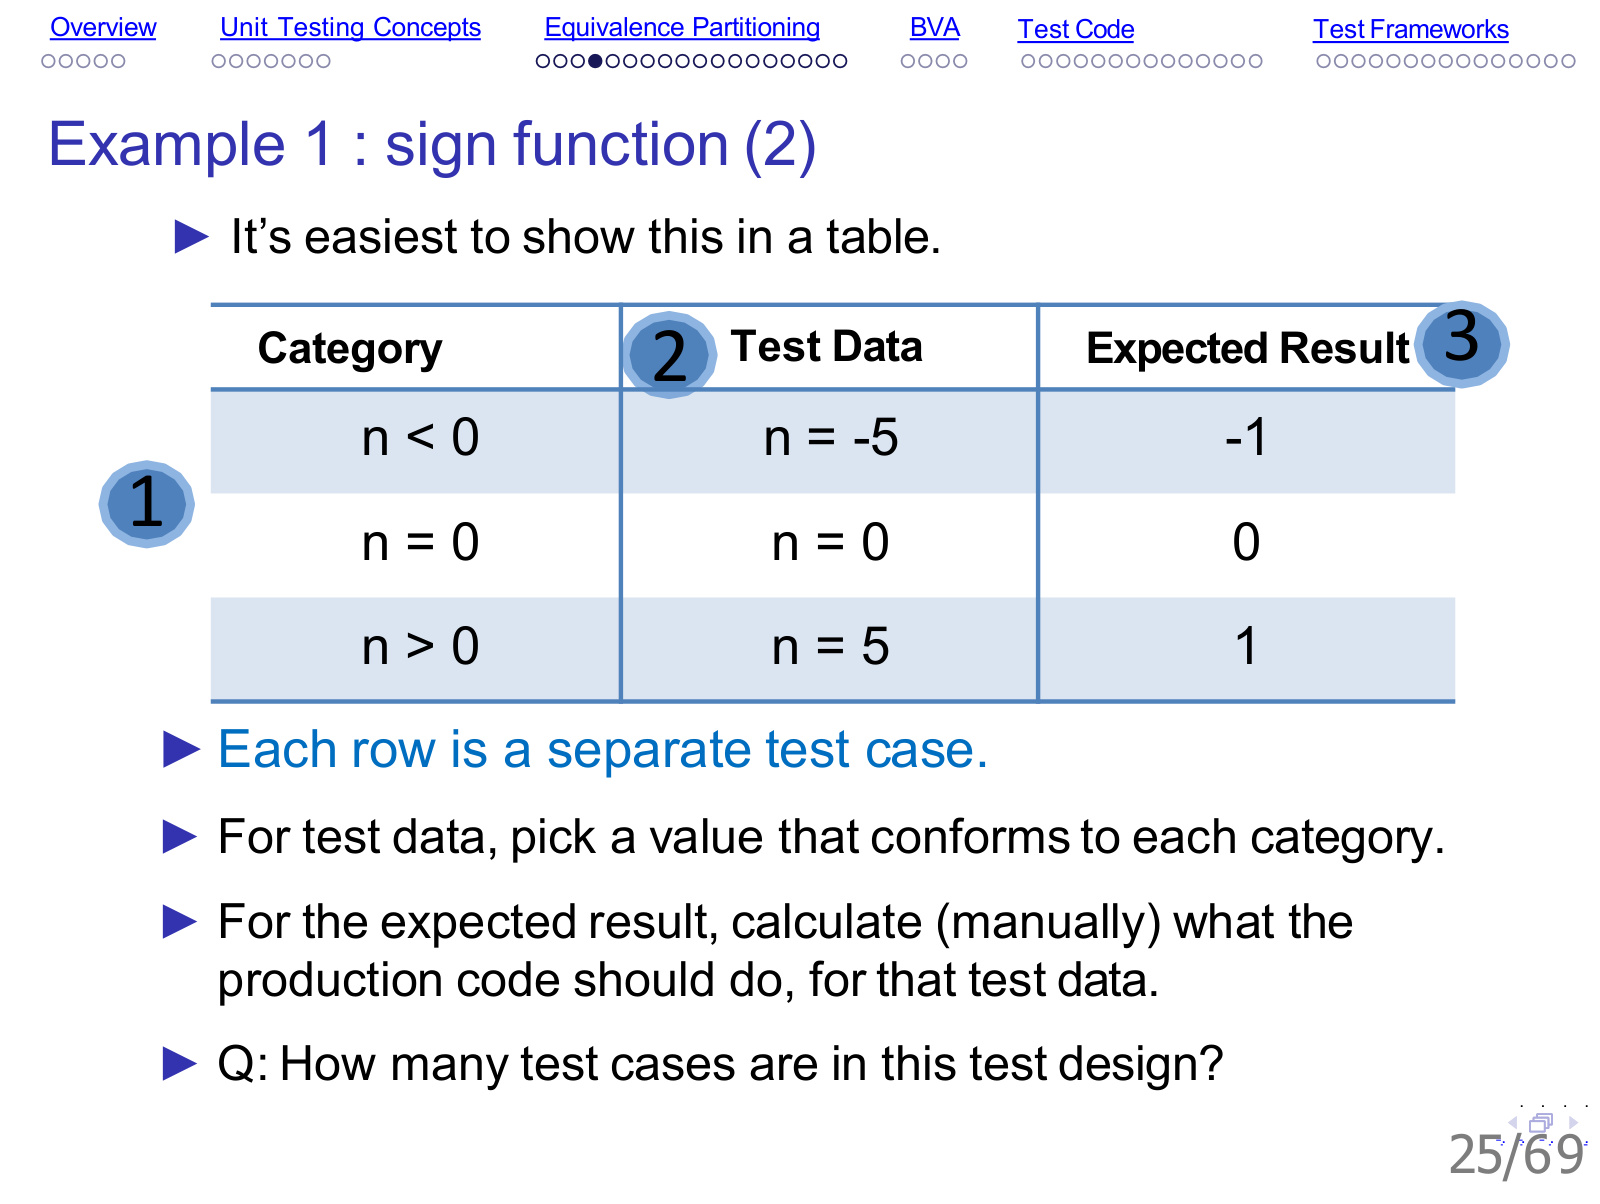 Overview Unit Testing Concepts Equivalence Partitioning BVA Test Code Test Frameworks
Example 1 : sign function (2)
► It’s easiest to show this in a table.
Category 2 Test Data Expected Result 3
n < 0 n = -5 -1
1
n = 0 n = 0 0
n > 0 n = 5 1
► Each row is a separate test case.
► For test data, pick a value that conforms to each category.
► For the expected result, calculate (manually) what the
production code should do, for that test data.
► Q: How many test cases are in this test design?
25/69